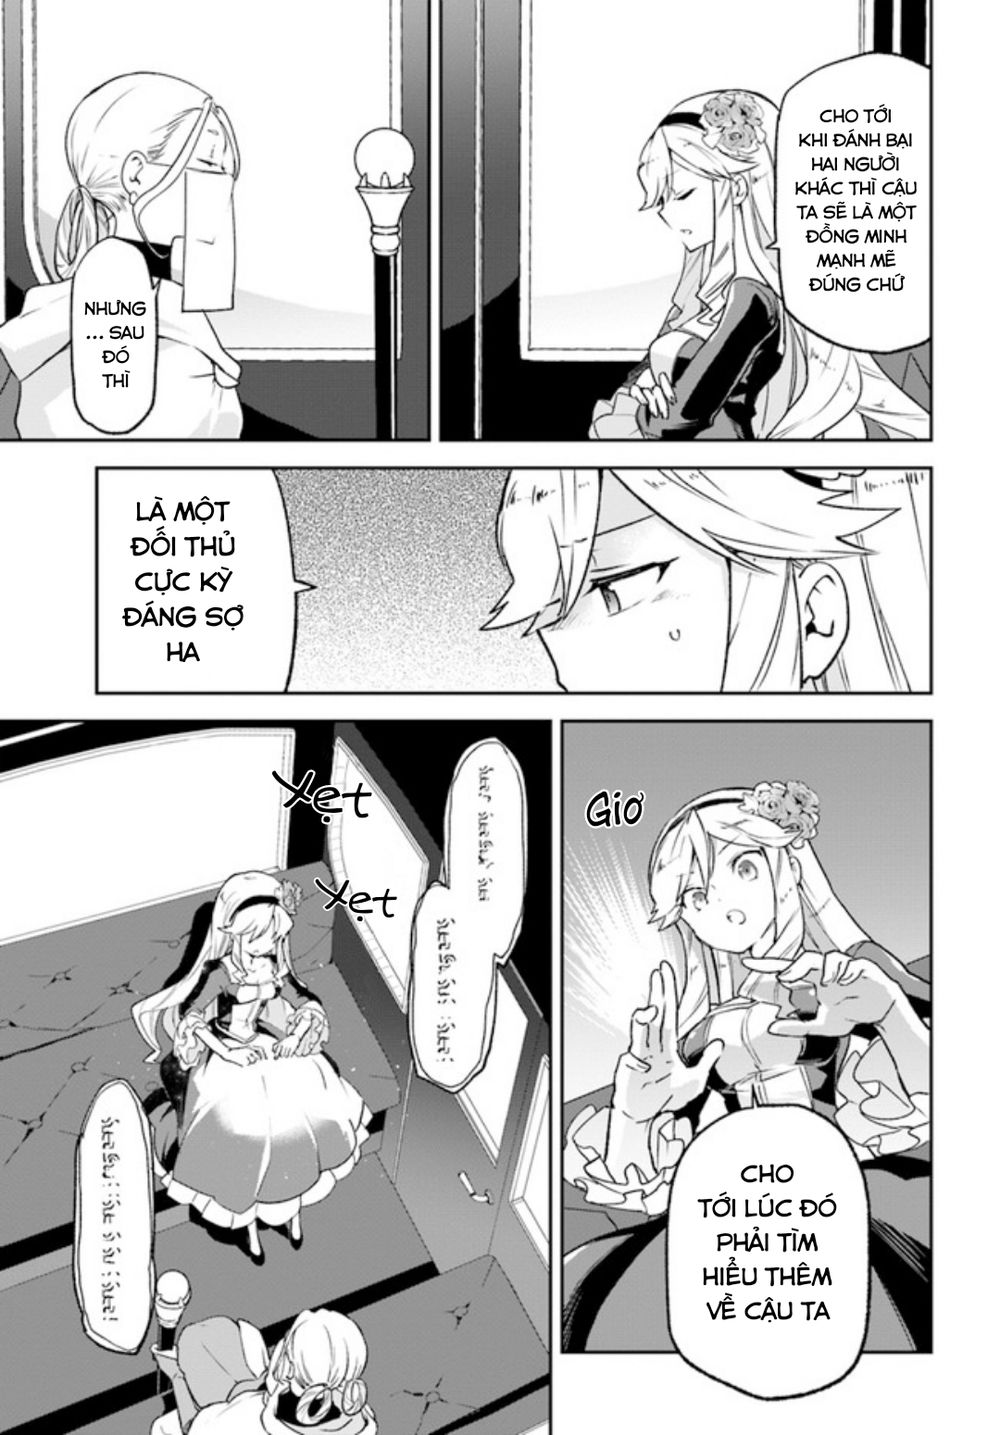 CHO TỚI
KHI ĐÁNH BẠI
HAI NGƯỜI
KHÁC THÌ CẬU
TA SẼ LÀ MỘT
ĐỒNG MINH
MẠNH MẼ
ĐÚNG CHỨ
NHƯNG
... SAU
ĐÓ
THÌ
LÀ MỘT
ĐỐI THỦ
CỰC KỲ
ĐÁNG SỢ
HA
Giơ
CHO
TỚI LÚC ĐÓ
PHẢI TÌM
HIỂU THÊM
VỀ CẬU TA
Xẹt
Xẹt